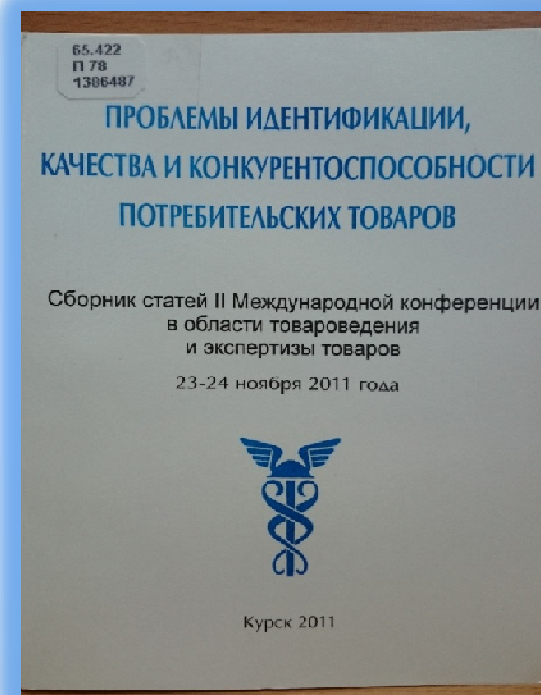 65.422
П 78
1386487
ПРОБЛЕМЫ ИДЕНТИФИКАЦИИ,
КАЧЕСТВА И КОНКУРЕНТОСПОСОБНОСТИ
ПОТРЕБИТЕЛЬСКИХ ТОВАРОВ
Сборник статей II Международной конференции
в области товароведения
и экспертизы товаров
23-24 ноября 2011 года
Курск 2011